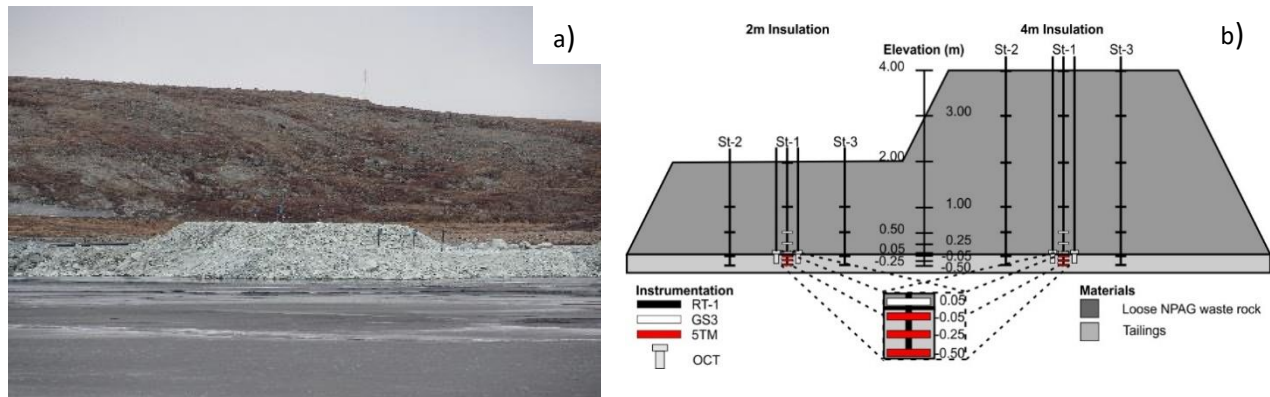 a)
b)
2m Insulation
4m Insulation
Elevation (m)
St-2
St-1
St-3
4.00
3.00
St-2
St-1
St-3
2.00
1.00
0.50
0.25
0.05
-0.05
-0.25
-0.50
Instrumentation
RT-1
GS3
5TM
OCT
0.05
-0.05
-0.25
-0.50
Materials
Loose NPAG waste rock
Tailings